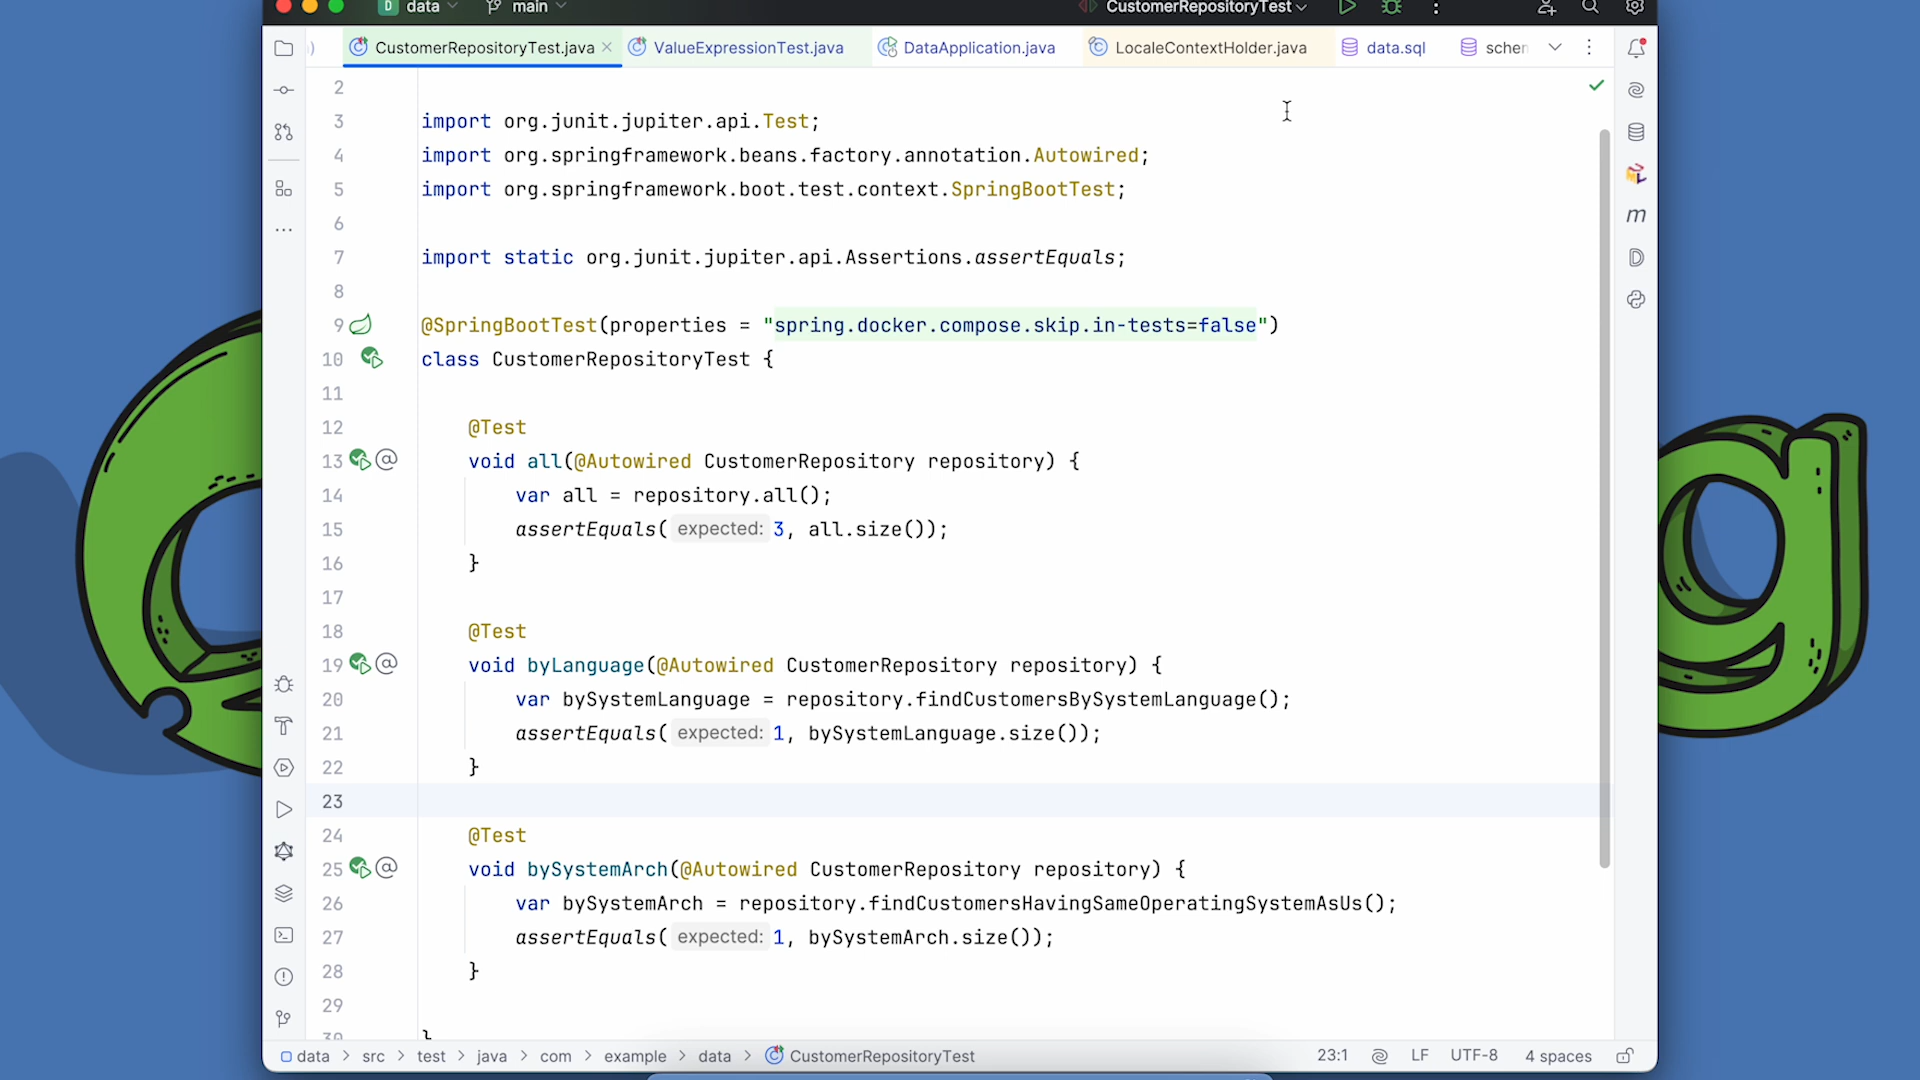 D data main CustomerRepositoryTest
) CustomerRepositoryTest.java ValueExpressionTest.java DataApplication.java LocaleContextHolder.java data.sql schem
2
3 import org.junit.jupiter.api.Test;
4 import org.springframework.beans.factory.annotation.Autowired;
5 import org.springframework.boot.test.context.SpringBootTest;
6
7 import static org.junit.jupiter.api.Assertions.assertEquals;
8
9 @SpringBootTest(properties = "spring.docker.compose.skip.in-tests=false")
10 class CustomerRepositoryTest {
11
12 @Test
13 void all(@Autowired CustomerRepository repository) {
14 var all = repository.all();
15 assertEquals( expected: 3, all.size());
16 }
17
18 @Test
19 void byLanguage(@Autowired CustomerRepository repository) {
20 var bySystemLanguage = repository.findCustomersBySystemLanguage();
21 assertEquals( expected: 1, bySystemLanguage.size());
22 }
23
24 @Test
25 void bySystemArch(@Autowired CustomerRepository repository) {
26 var bySystemArch = repository.findCustomersHavingSameOperatingSystemAsUs();
27 assertEquals( expected: 1, bySystemArch.size());
28 }
29
30 }
data > src > test > java > com > example > data > CustomerRepositoryTest 23:1 LF UTF-8 4 spaces